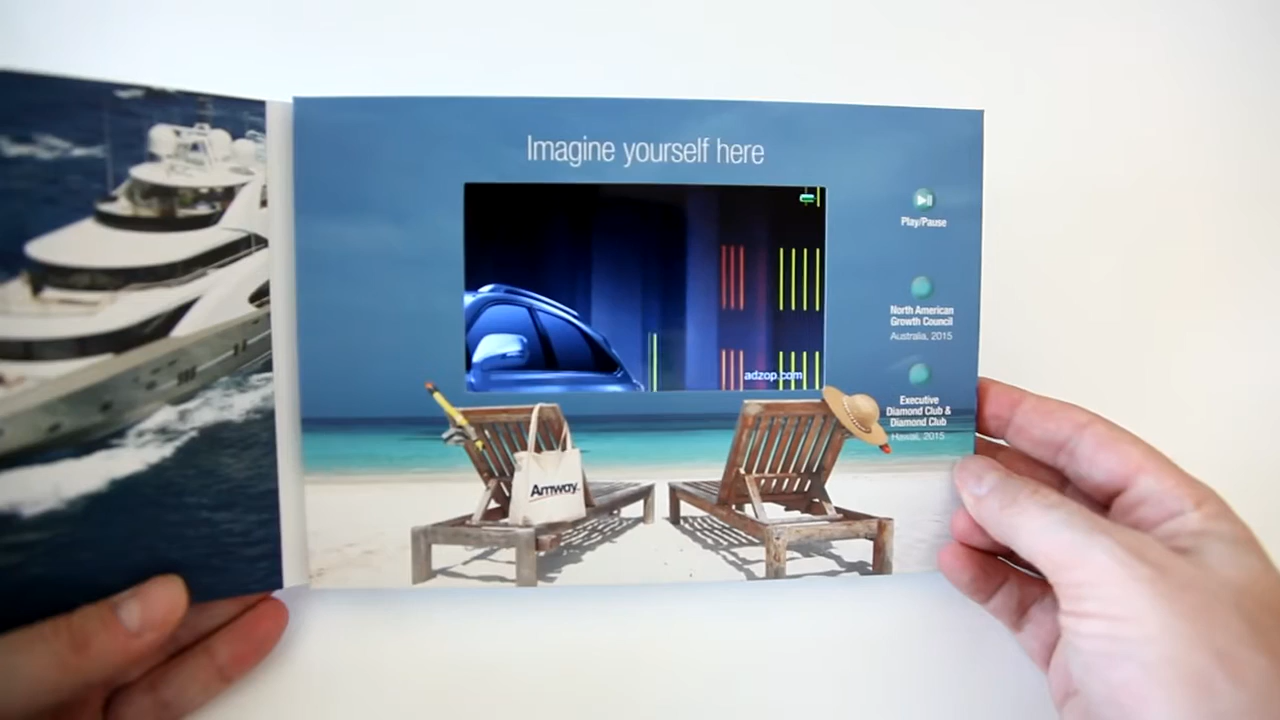 Imagine yourself here
Play/Pause
North American
Growth Council
Australia, 2015
adzop.com
Executive
Diamond Club &
Diamond Club
Hawaii, 2015
Amway